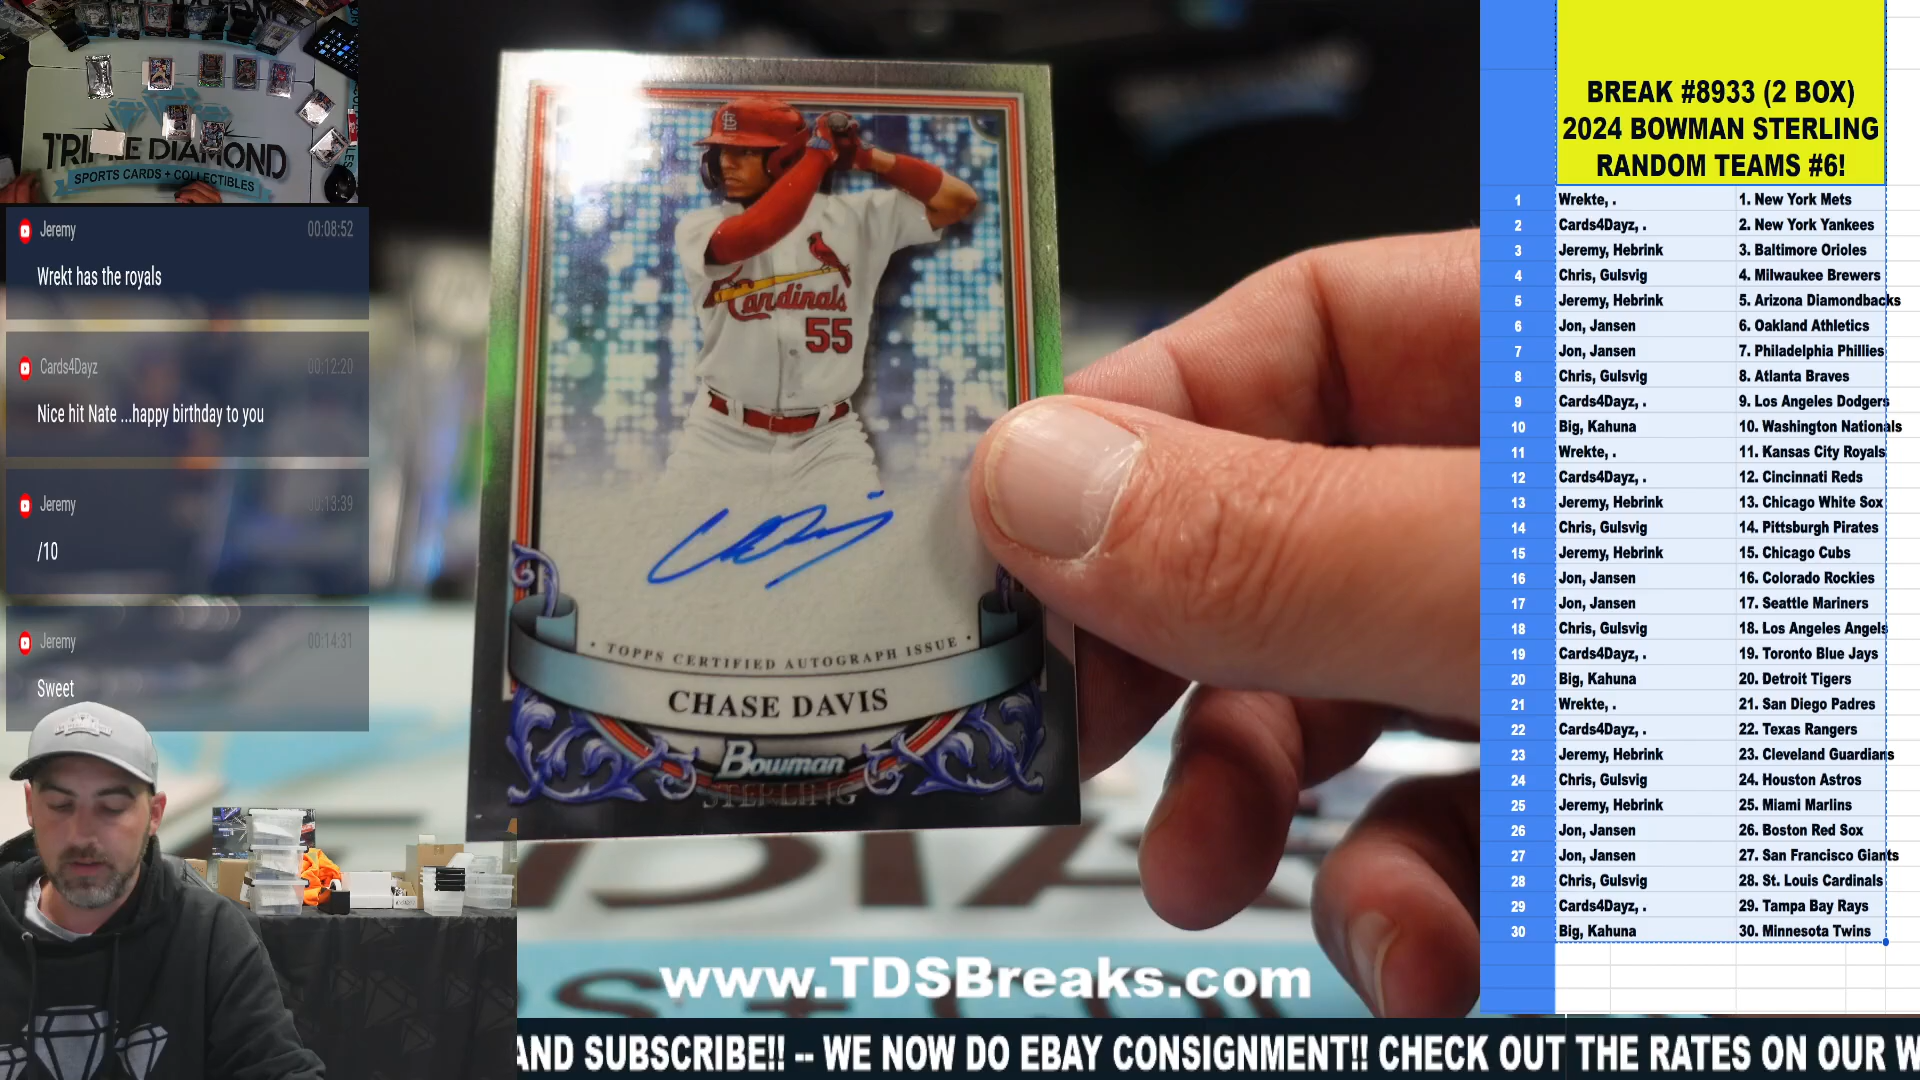 TRIPLE DIAMOND
SPORTS CARDS + COLLECTIBLES
Jeremy 00:08:52
Wrekt has the royals
Cards4Dayz 00:12:20
Nice hit Nate ...happy birthday to you
Jeremy 00:13:39
/10
Jeremy 00:14:31
Sweet
Cardinals
55
• TOPPS CERTIFIED AUTOGRAPH ISSUE •
CHASE DAVIS
Bowman
STERLING
www.TDSBreaks.com
AND SUBSCRIBE!! -- WE NOW DO EBAY CONSIGNMENT!! CHECK OUT THE RATES ON OUR W
BREAK #8933 (2 BOX)
2024 BOWMAN STERLING
RANDOM TEAMS #6!
1 Wrekte, . 1. New York Mets
2 Cards4Dayz, . 2. New York Yankees
3 Jeremy, Hebrink 3. Baltimore Orioles
4 Chris, Gulsvig 4. Milwaukee Brewers
5 Jeremy, Hebrink 5. Arizona Diamondbacks
6 Jon, Jansen 6. Oakland Athletics
7 Jon, Jansen 7. Philadelphia Phillies
8 Chris, Gulsvig 8. Atlanta Braves
9 Cards4Dayz, . 9. Los Angeles Dodgers
10 Big, Kahuna 10. Washington Nationals
11 Wrekte, . 11. Kansas City Royals
12 Cards4Dayz, . 12. Cincinnati Reds
13 Jeremy, Hebrink 13. Chicago White Sox
14 Chris, Gulsvig 14. Pittsburgh Pirates
15 Jeremy, Hebrink 15. Chicago Cubs
16 Jon, Jansen 16. Colorado Rockies
17 Jon, Jansen 17. Seattle Mariners
18 Chris, Gulsvig 18. Los Angeles Angels
19 Cards4Dayz, . 19. Toronto Blue Jays
20 Big, Kahuna 20. Detroit Tigers
21 Wrekte, . 21. San Diego Padres
22 Cards4Dayz, . 22. Texas Rangers
23 Jeremy, Hebrink 23. Cleveland Guardians
24 Chris, Gulsvig 24. Houston Astros
25 Jeremy, Hebrink 25. Miami Marlins
26 Jon, Jansen 26. Boston Red Sox
27 Jon, Jansen 27. San Francisco Giants
28 Chris, Gulsvig 28. St. Louis Cardinals
29 Cards4Dayz, . 29. Tampa Bay Rays
30 Big, Kahuna 30. Minnesota Twins